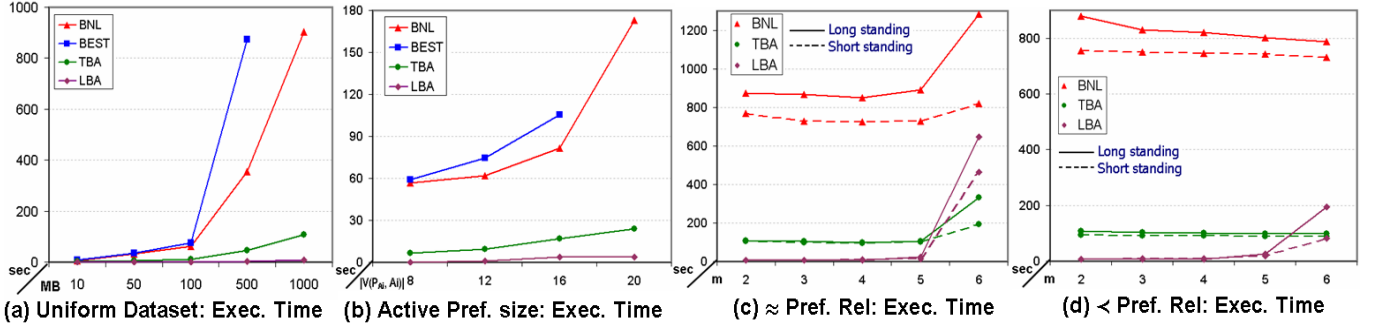 1000
800
600
400
200
0
sec
MB
10
50
100
500
1000
BNL
BEST
TBA
LBA
(a) Uniform Dataset: Exec. Time
180
150
120
90
60
30
0
sec
|V(PAi, Ai)|
8
12
16
20
BNL
BEST
TBA
LBA
(b) Active Pref. size: Exec. Time
1200
1000
800
600
400
200
0
sec
m
2
3
4
5
6
BNL
TBA
LBA
Long standing
Short standing
(c) ≈ Pref. Rel: Exec. Time
800
600
400
200
0
sec
m
2
3
4
5
6
BNL
TBA
LBA
Long standing
Short standing
(d) ≺ Pref. Rel: Exec. Time